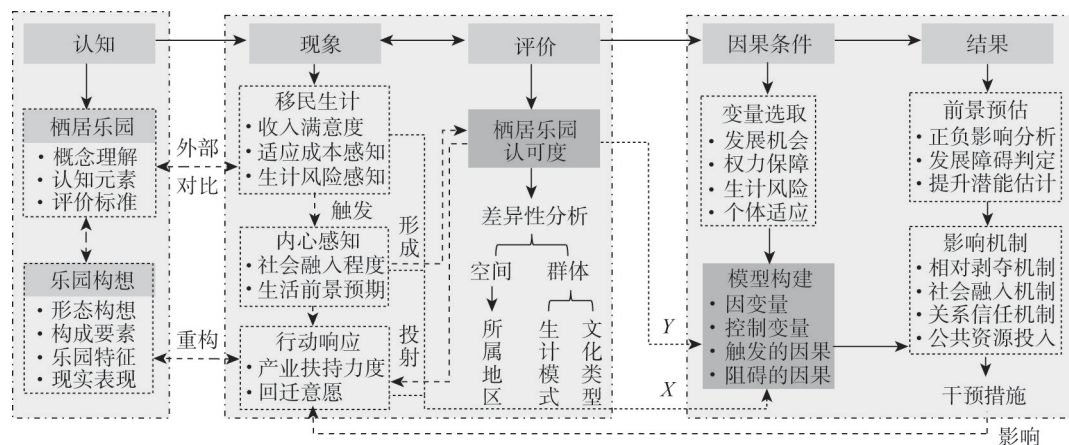 认知
现象
评价
因果条件
结果
栖居乐园
• 概念理解
• 认知元素
• 评价标准
乐园构想
• 形态构想
• 构成要素
• 乐园特征
• 现实表现
外部
对比
重构
移民生计
• 收入满意度
• 适应成本感知
• 生计风险感知
触发
内心感知
• 社会融入程度
• 生活前景预期
行动响应
• 产业扶持力度
• 回迁意愿
形成
投射
栖居乐园
认可度
差异性分析
空间
群体
所属地区
生计模式
文化类型
Y
X
变量选取
• 发展机会
• 权力保障
• 生计风险
• 个体适应
模型构建
• 因变量
• 控制变量
• 触发的因果
• 阻碍的因果
前景预估
• 正负影响分析
• 发展障碍判定
• 提升潜能估计
影响机制
• 相对剥夺机制
• 社会融入机制
• 关系信任机制
• 公共资源投入
干预措施
影响